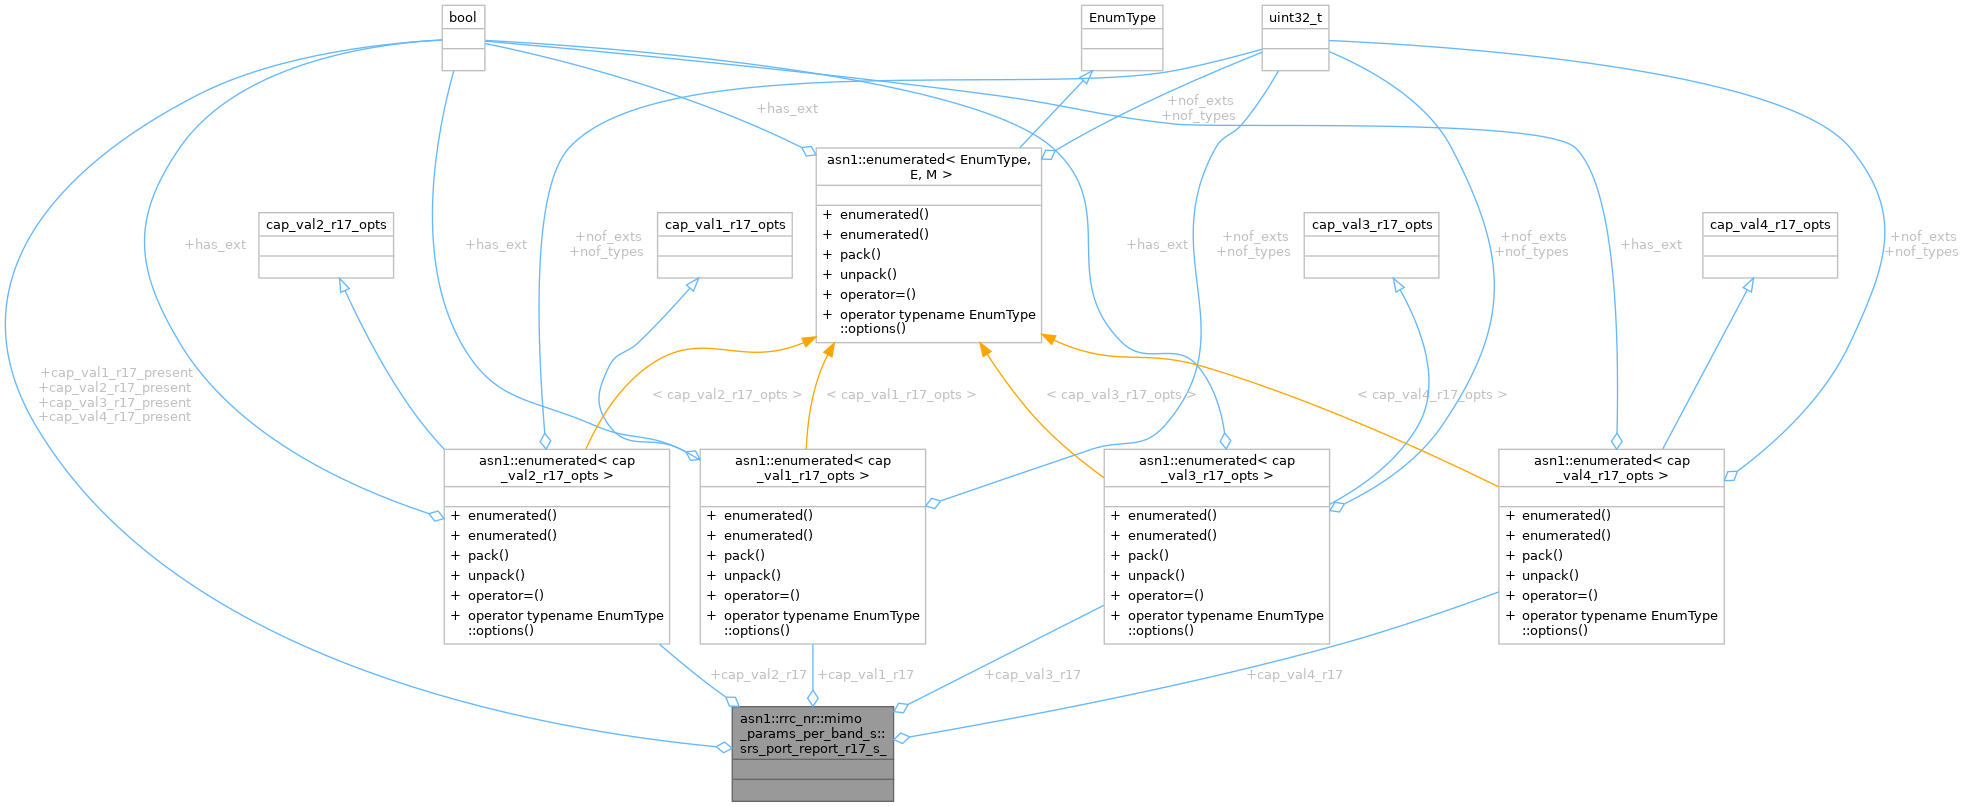 bool
EnumType
uint32_t
+has_ext
+nof_exts
+nof_types
asn1::enumerated< EnumType,
E, M >
+ enumerated()
+ enumerated()
+ pack()
+ unpack()
+ operator=()
+ operator typename EnumType
::options()
cap_val2_r17_opts
cap_val1_r17_opts
cap_val3_r17_opts
cap_val4_r17_opts
+has_ext
+has_ext
+nof_exts
+nof_types
+has_ext
+nof_exts
+nof_types
+nof_exts
+nof_types
+has_ext
+nof_exts
+nof_types
+cap_val1_r17_present
+cap_val2_r17_present
+cap_val3_r17_present
+cap_val4_r17_present
< cap_val2_r17_opts >
< cap_val1_r17_opts >
< cap_val3_r17_opts >
< cap_val4_r17_opts >
asn1::enumerated< cap
_val2_r17_opts >
+ enumerated()
+ enumerated()
+ pack()
+ unpack()
+ operator=()
+ operator typename EnumType
::options()
asn1::enumerated< cap
_val1_r17_opts >
+ enumerated()
+ enumerated()
+ pack()
+ unpack()
+ operator=()
+ operator typename EnumType
::options()
asn1::enumerated< cap
_val3_r17_opts >
+ enumerated()
+ enumerated()
+ pack()
+ unpack()
+ operator=()
+ operator typename EnumType
::options()
asn1::enumerated< cap
_val4_r17_opts >
+ enumerated()
+ enumerated()
+ pack()
+ unpack()
+ operator=()
+ operator typename EnumType
::options()
+cap_val2_r17
+cap_val1_r17
+cap_val3_r17
+cap_val4_r17
asn1::rrc_nr::mimo
_params_per_band_s::
srs_port_report_r17_s_